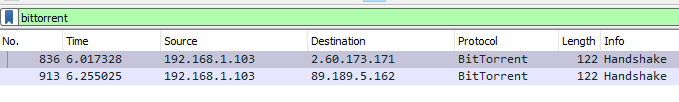 bittorrent
No. Time Source Destination Protocol Length Info
836 6.017328 192.168.1.103 2.60.173.171 BitTorrent 122 Handshake
913 6.255025 192.168.1.103 89.189.5.162 BitTorrent 122 Handshake